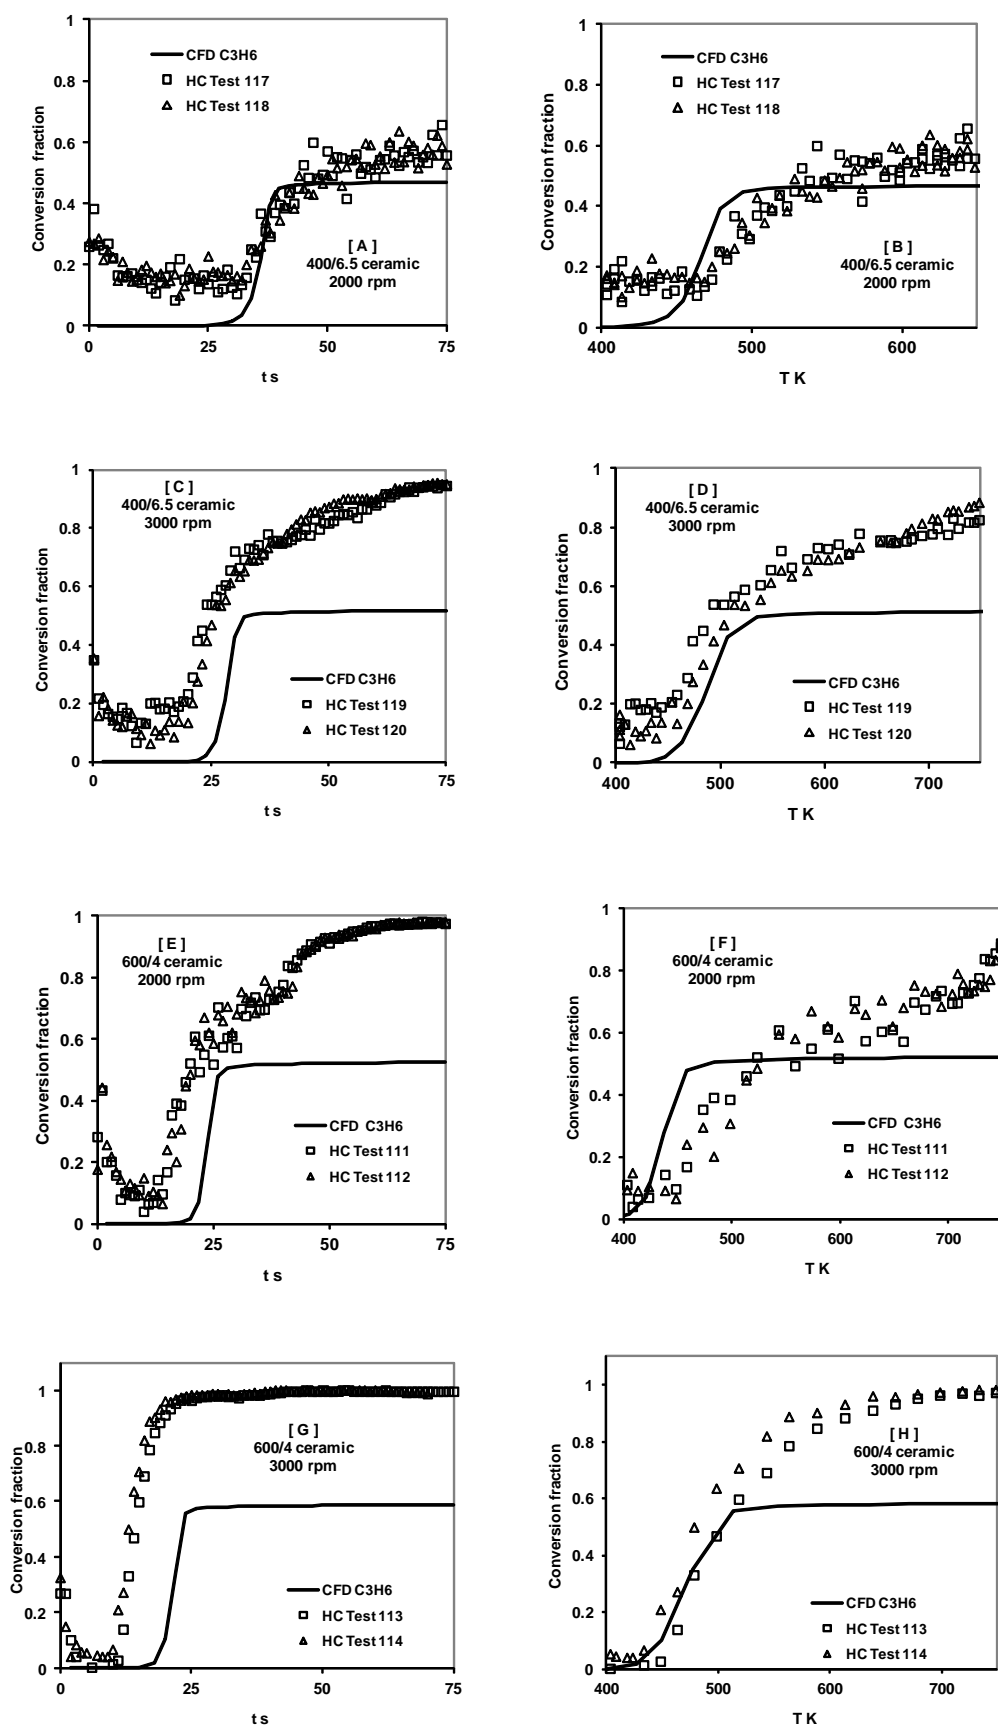 1
0.8
0.6
0.4
0.2
0
Conversion fraction
CFD C3H6
HC Test 117
HC Test 118
[ A ]
400/6.5 ceramic
2000 rpm
0 25 50 75
t s
1
0.8
0.6
0.4
0.2
0
Conversion fraction
CFD C3H6
HC Test 117
HC Test 118
[ B ]
400/6.5 ceramic
2000 rpm
400 500 600
T K
1
0.8
0.6
0.4
0.2
0
Conversion fraction
[ C ]
400/6.5 ceramic
3000 rpm
CFD C3H6
HC Test 119
HC Test 120
0 25 50 75
t s
1
0.8
0.6
0.4
0.2
0
Conversion fraction
[ D ]
400/6.5 ceramic
3000 rpm
CFD C3H6
HC Test 119
HC Test 120
400 500 600 700
T K
1
0.8
0.6
0.4
0.2
0
Conversion fraction
[ E ]
600/4 ceramic
2000 rpm
CFD C3H6
HC Test 111
HC Test 112
0 25 50 75
t s
1
0.8
0.6
0.4
0.2
0
Conversion fraction
[ F ]
600/4 ceramic
2000 rpm
CFD C3H6
HC Test 111
HC Test 112
400 500 600 700
T K
1
0.8
0.6
0.4
0.2
0
Conversion fraction
[ G ]
600/4 ceramic
3000 rpm
CFD C3H6
HC Test 113
HC Test 114
0 25 50 75
t s
1
0.8
0.6
0.4
0.2
0
Conversion fraction
[ H ]
600/4 ceramic
3000 rpm
CFD C3H6
HC Test 113
HC Test 114
400 500 600 700
T K